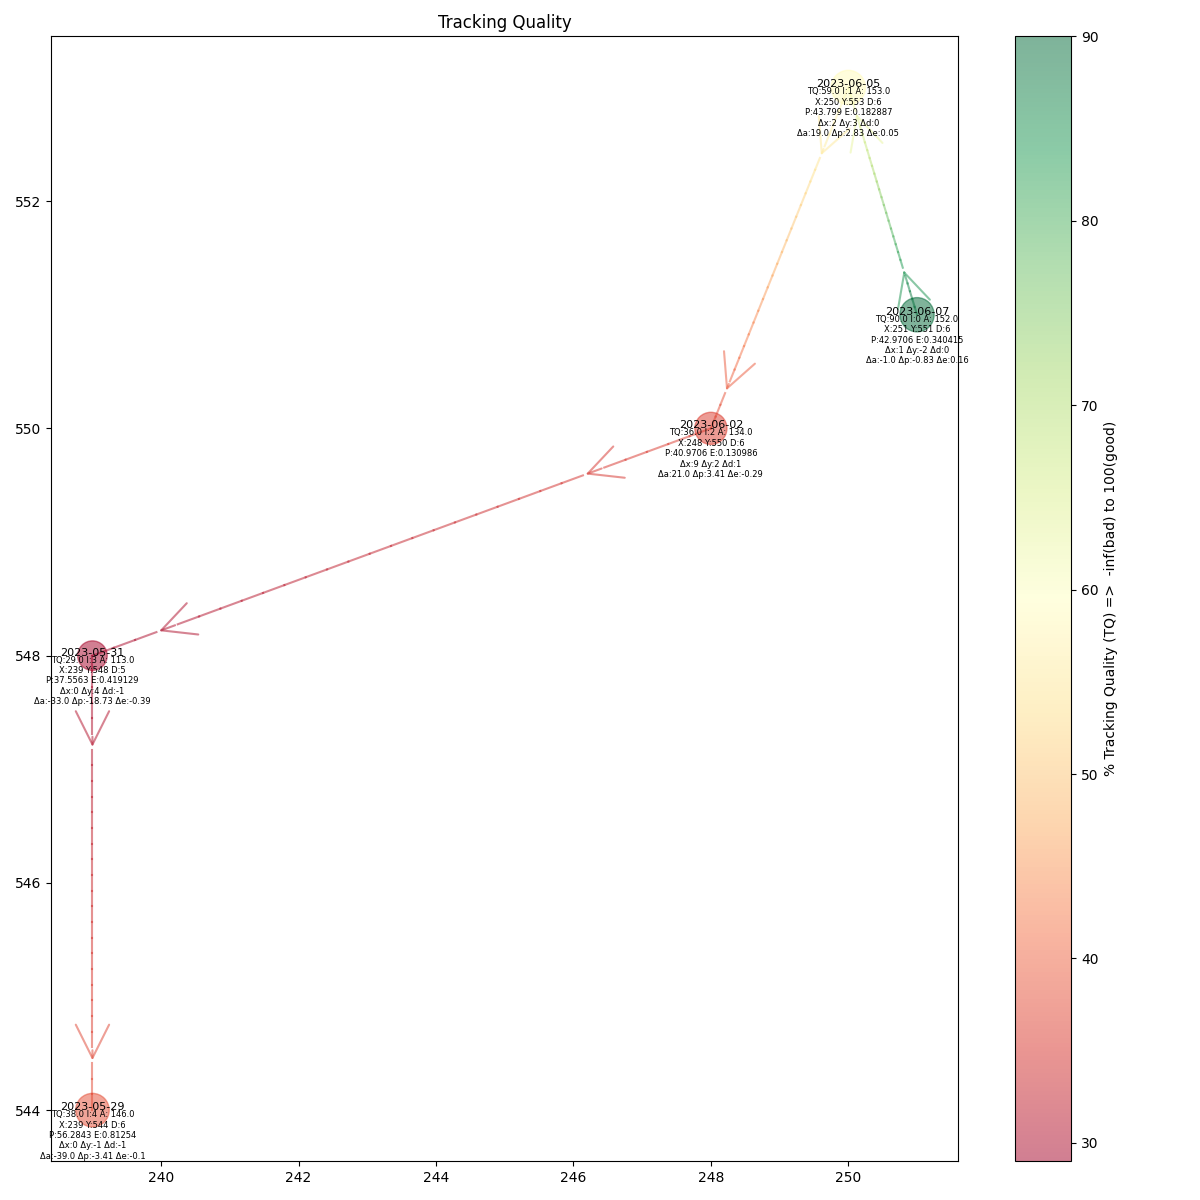 Tracking Quality
2023-06-05
TQ:59.0 I:1 A: 153.0
X:250 Y:553 D:6
P:43.799 E:0.182887
Δx:2 Δy:3 Δd:0
Δa:19.0 Δp:2.83 Δe:0.05
2023-06-07
TQ:90.0 I:0 A: 152.0
X:251 Y:551 D:6
P:42.9706 E:0.340415
Δx:1 Δy:-2 Δd:0
Δa:-1.0 Δp:-0.83 Δe:0.16
2023-06-02
TQ:36.0 I:2 A: 134.0
X:248 Y:550 D:6
P:40.9706 E:0.130986
Δx:9 Δy:2 Δd:1
Δa:21.0 Δp:3.41 Δe:-0.29
2023-05-31
TQ:29.0 I:3 A: 113.0
X:239 Y:548 D:5
P:37.5563 E:0.419129
Δx:0 Δy:4 Δd:-1
Δa:-33.0 Δp:-18.73 Δe:-0.39
2023-05-29
TQ:38.0 I:4 A: 146.0
X:239 Y:544 D:6
P:56.2843 E:0.81254
Δx:0 Δy:-1 Δd:-1
Δa:-39.0 Δp:-3.41 Δe:-0.1
552
550
548
546
544
240
242
244
246
248
250
90
80
70
60
50
40
30
% Tracking Quality (TQ) => -inf(bad) to 100(good)